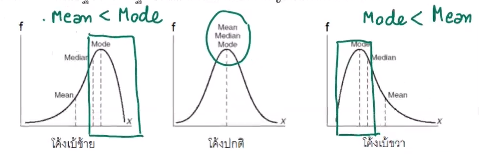 . Mean < Mode
Mode < Mean
f
Mode
Median
Mean
x
โค้งเบ้ซ้าย
f
Mean
Median
Mode
x
โค้งปกติ
f
Mode
Median
Mean
x
โค้งเบ้ขวา